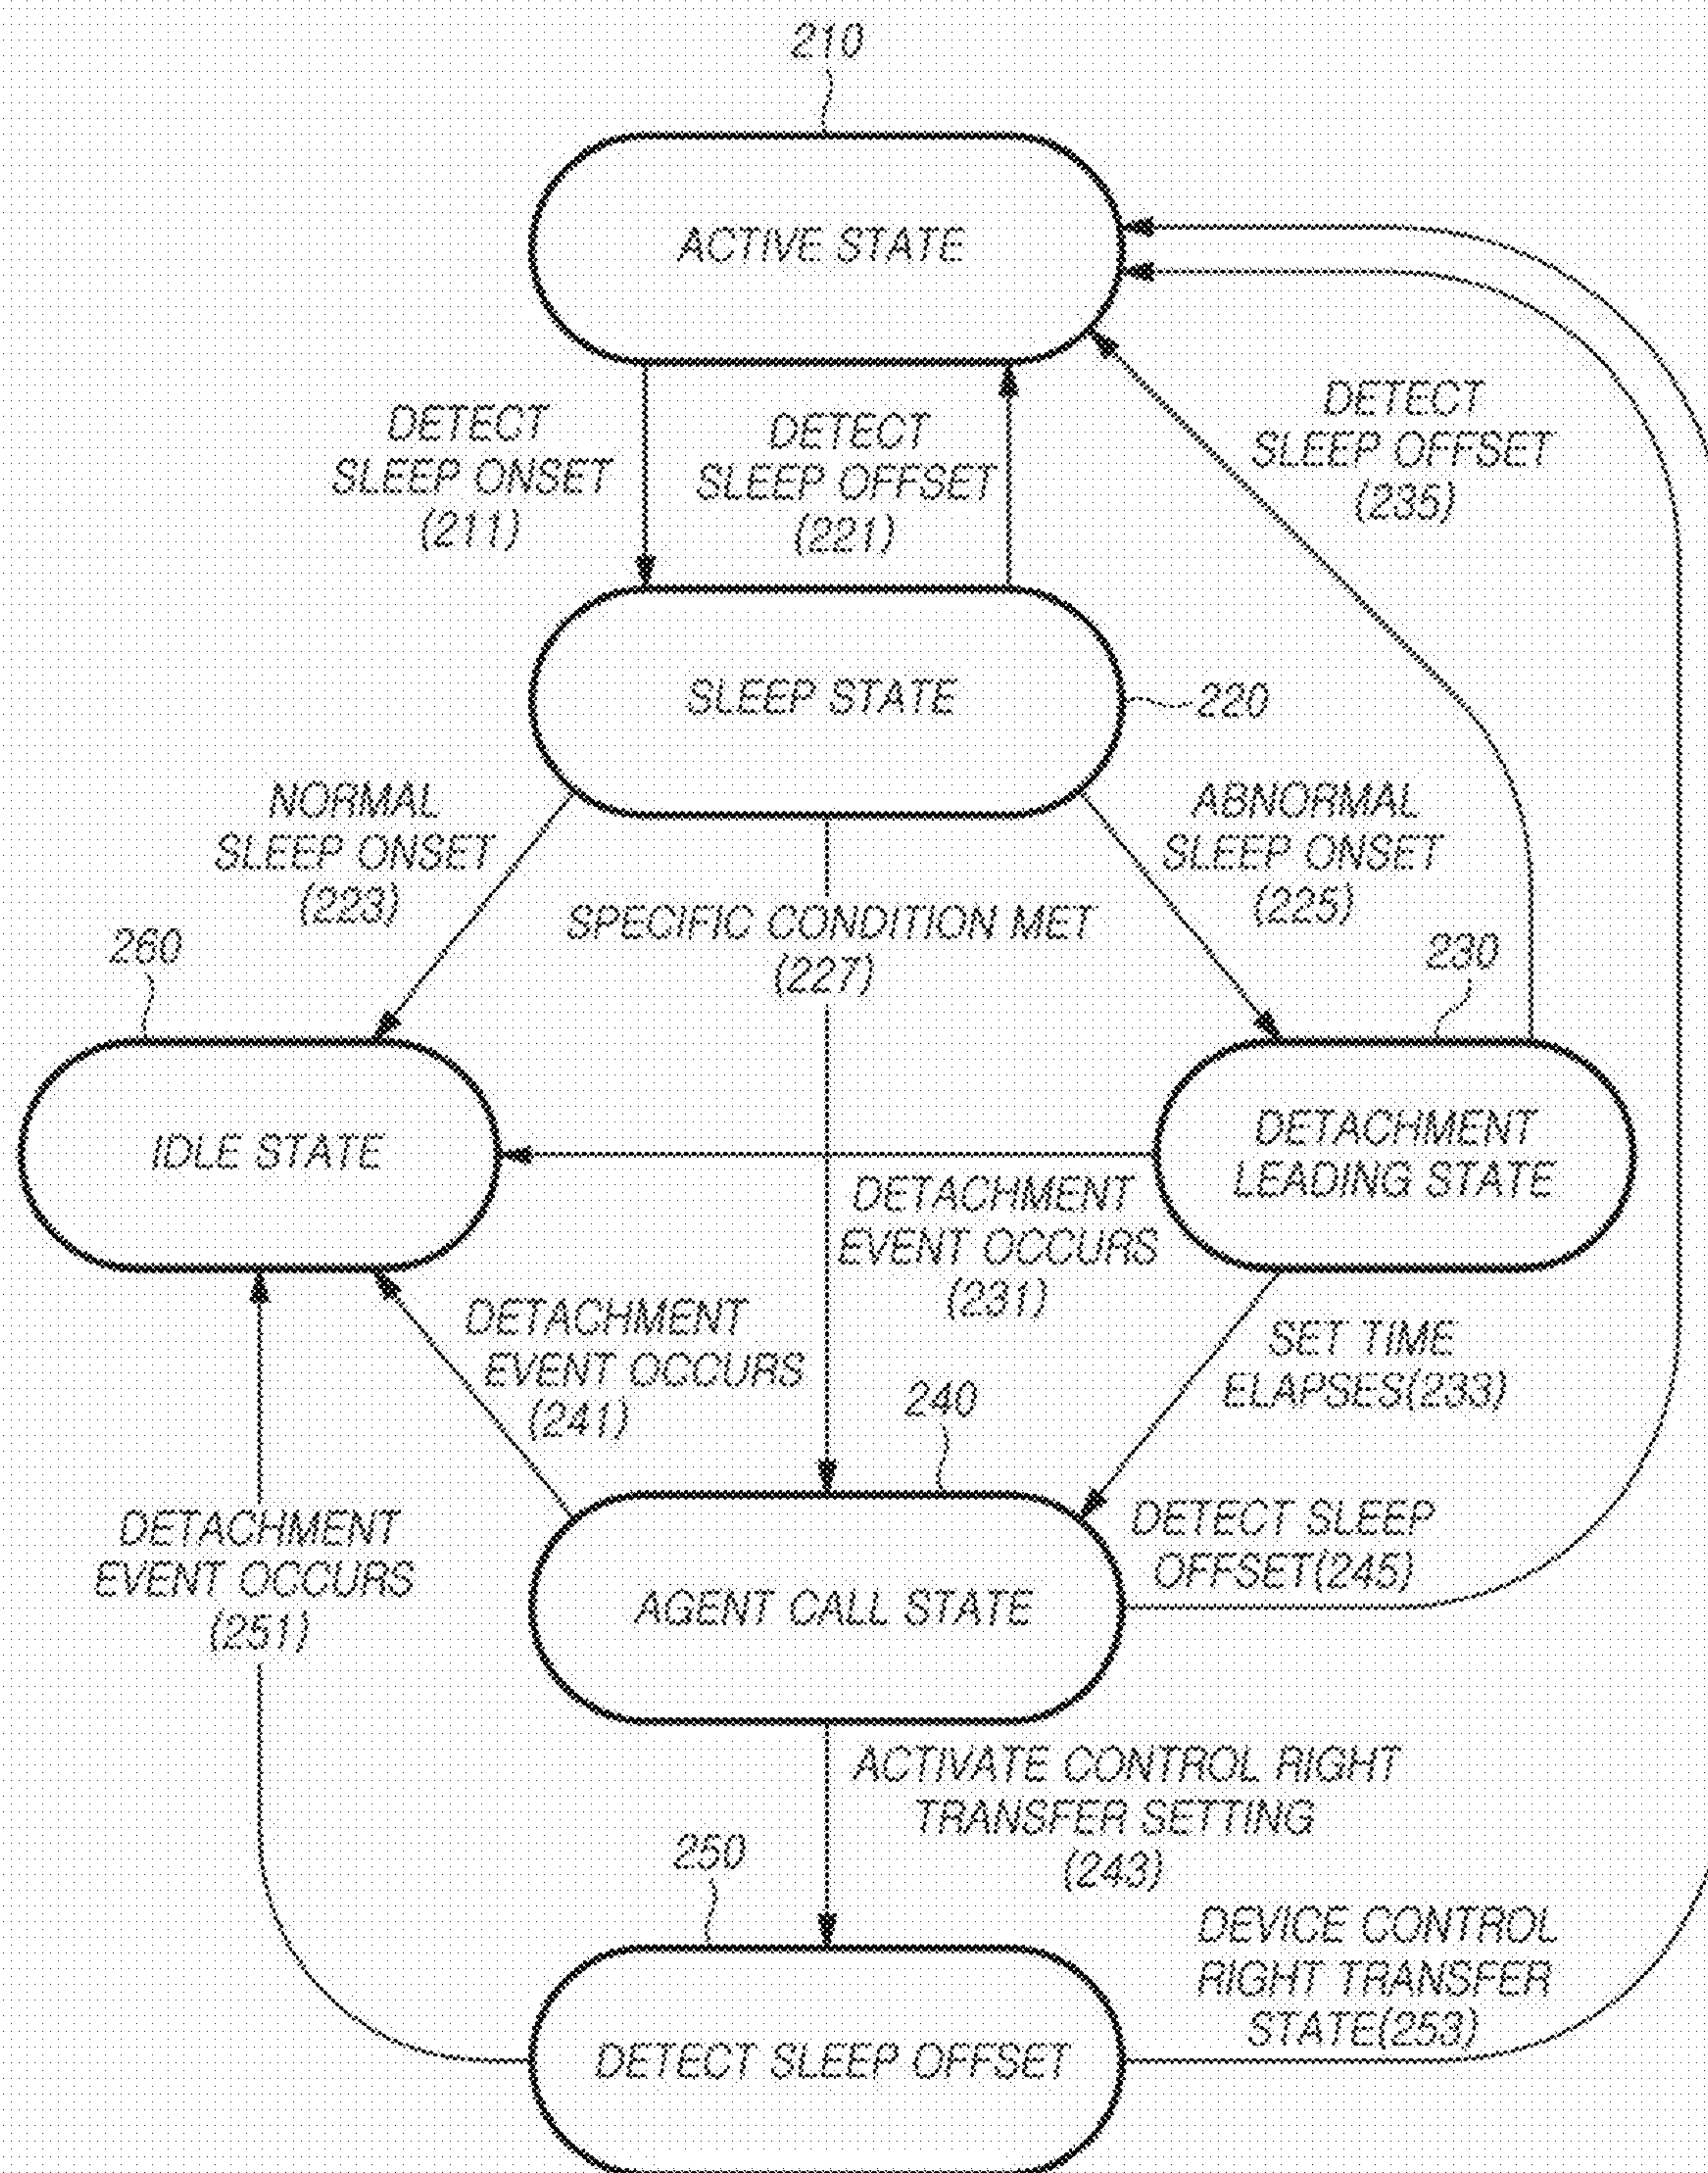 210
ACTIVE STATE
DETECT
SLEEP ONSET
(211)
DETECT
SLEEP OFFSET
(221)
DETECT
SLEEP OFFSET
(235)
SLEEP STATE
220
NORMAL
SLEEP ONSET
(223)
SPECIFIC CONDITION MET
(227)
ABNORMAL
SLEEP ONSET
(225)
260
230
IDLE STATE
DETACHMENT
LEADING STATE
DETACHMENT
EVENT OCCURS
(231)
DETACHMENT
EVENT OCCURS
(241)
SET TIME
ELAPSES(233)
240
DETACHMENT
EVENT OCCURS
(251)
AGENT CALL STATE
DETECT SLEEP
OFFSET(245)
ACTIVATE CONTROL RIGHT
TRANSFER SETTING
(243)
250
DEVICE CONTROL
RIGHT TRANSFER
STATE(253)
DETECT SLEEP OFFSET